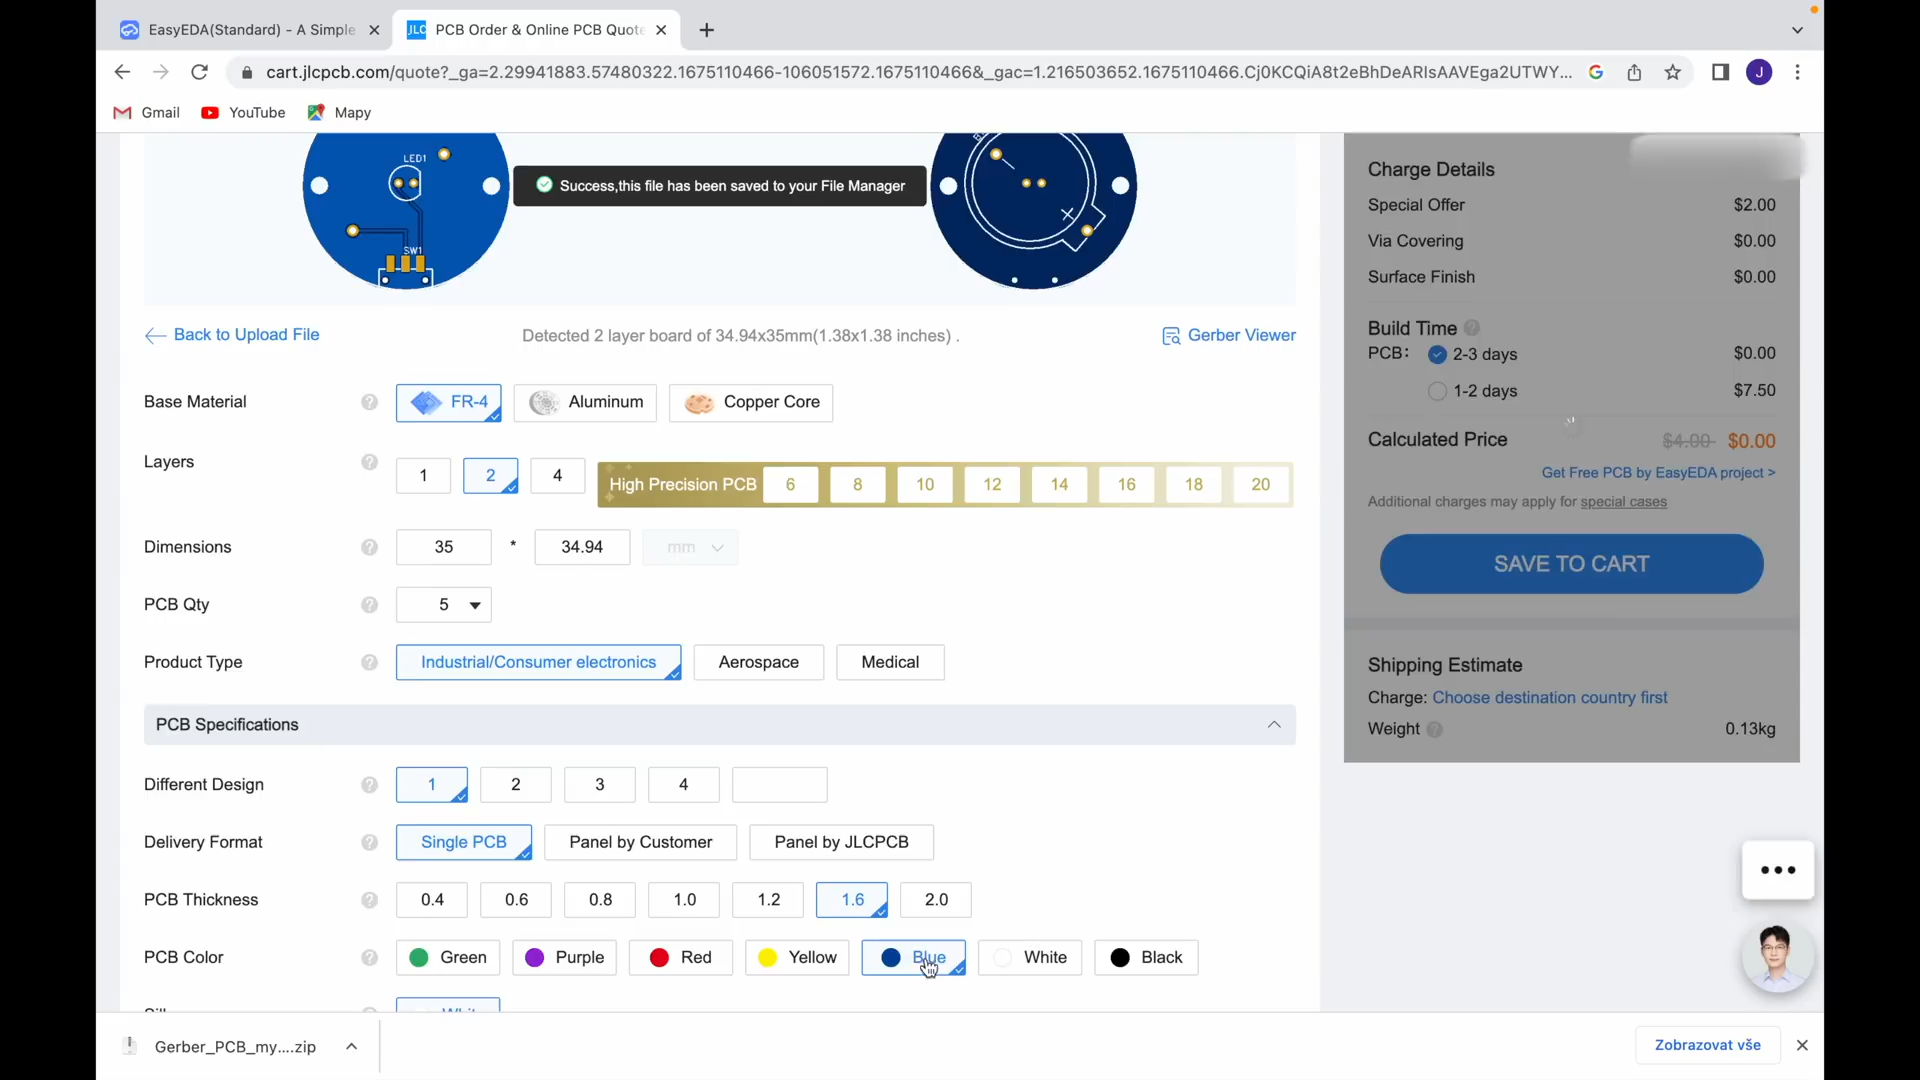 EasyEDA(Standard) - A Simple
JLC PCB Order & Online PCB Quote
cart.jlcpcb.com/quote?_ga=2.29941883.57480322.1675110466-106051572.1675110466&_gac=1.216503652.1675110466.Cj0KCQiA8t2eBhDeARIsAAVEga2UTWY...
J
Gmail YouTube Mapy
LED1
SW1
Success,this file has been saved to your File Manager
Back to Upload File
Detected 2 layer board of 34.94x35mm(1.38x1.38 inches) .
Gerber Viewer
Base Material ? FR-4 Aluminum Copper Core
Layers ? 1 2 4 High Precision PCB 6 8 10 12 14 16 18 20
Dimensions ? 35 * 34.94 mm
PCB Qty ? 5
Product Type ? Industrial/Consumer electronics Aerospace Medical
PCB Specifications
Different Design ? 1 2 3 4
Delivery Format ? Single PCB Panel by Customer Panel by JLCPCB
PCB Thickness ? 0.4 0.6 0.8 1.0 1.2 1.6 2.0
PCB Color ? Green Purple Red Yellow Blue White Black
Charge Details
Special Offer $2.00
Via Covering $0.00
Surface Finish $0.00
Build Time ?
PCB: 2-3 days $0.00
1-2 days $7.50
Calculated Price $4.00 $0.00
Get Free PCB by EasyEDA project >
Additional charges may apply for special cases
SAVE TO CART
Shipping Estimate
Charge: Choose destination country first
Weight ? 0.13kg
Gerber_PCB_my....zip
Zobrazovat vše